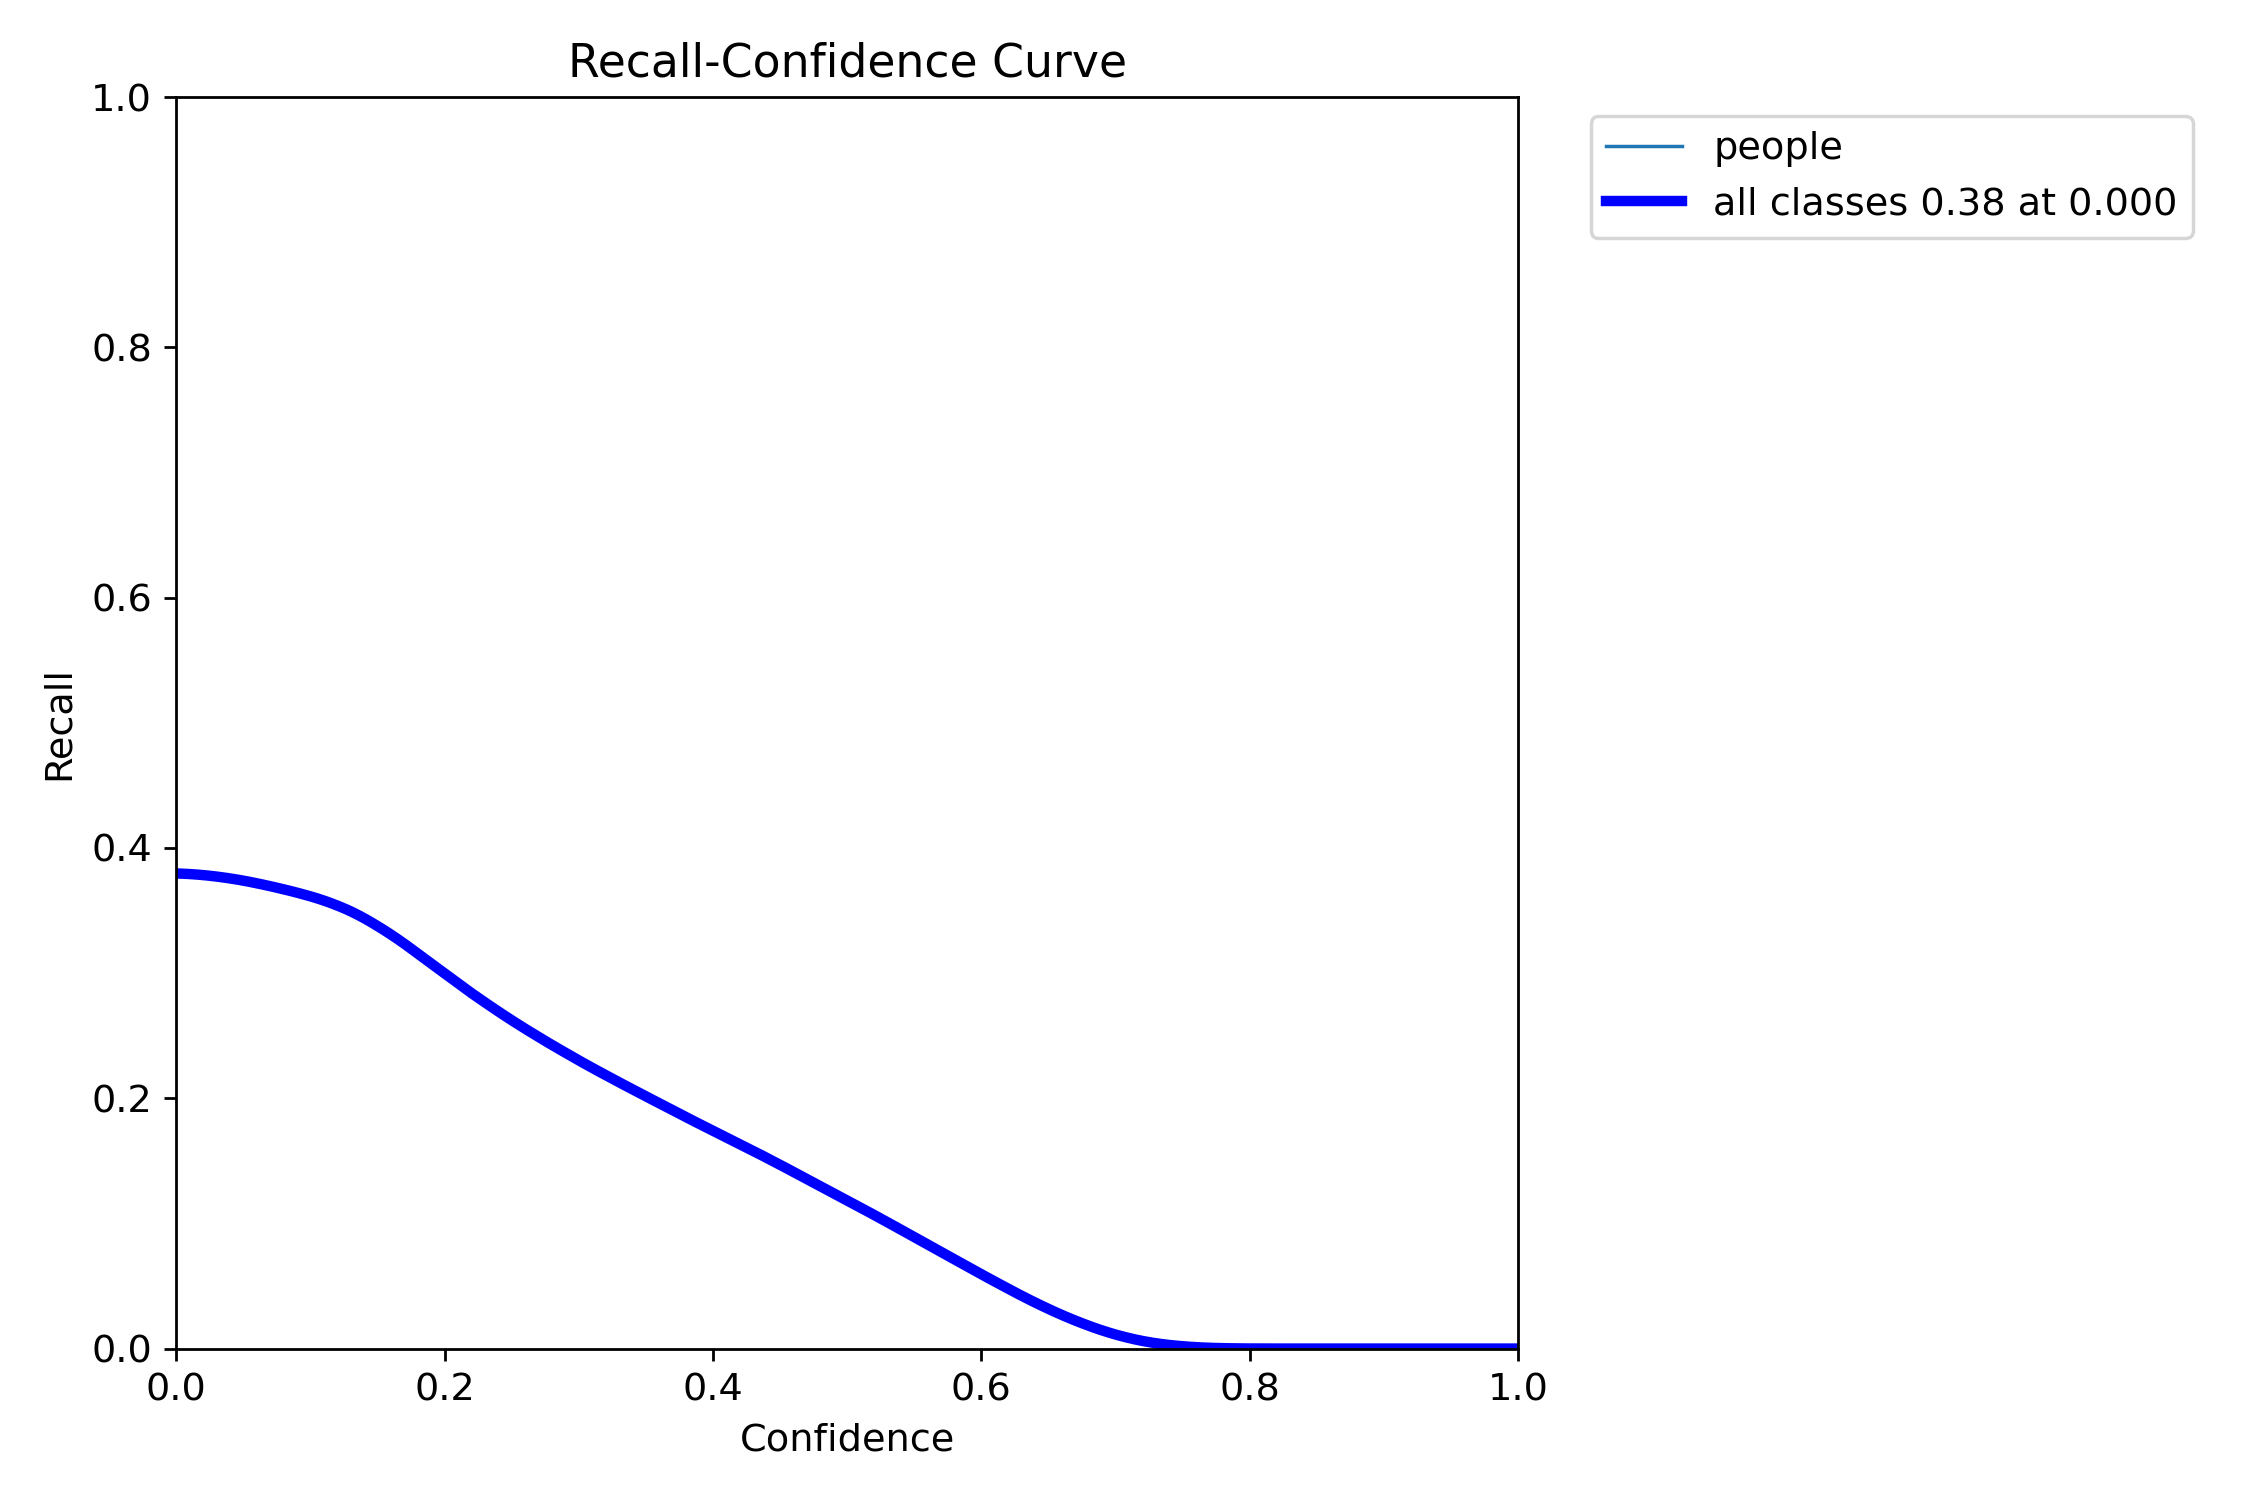 Recall-Confidence Curve
1.0
0.8
0.6
0.4
0.2
0.0
Recall
0.0 0.2 0.4 0.6 0.8 1.0
Confidence
people
all classes 0.38 at 0.000